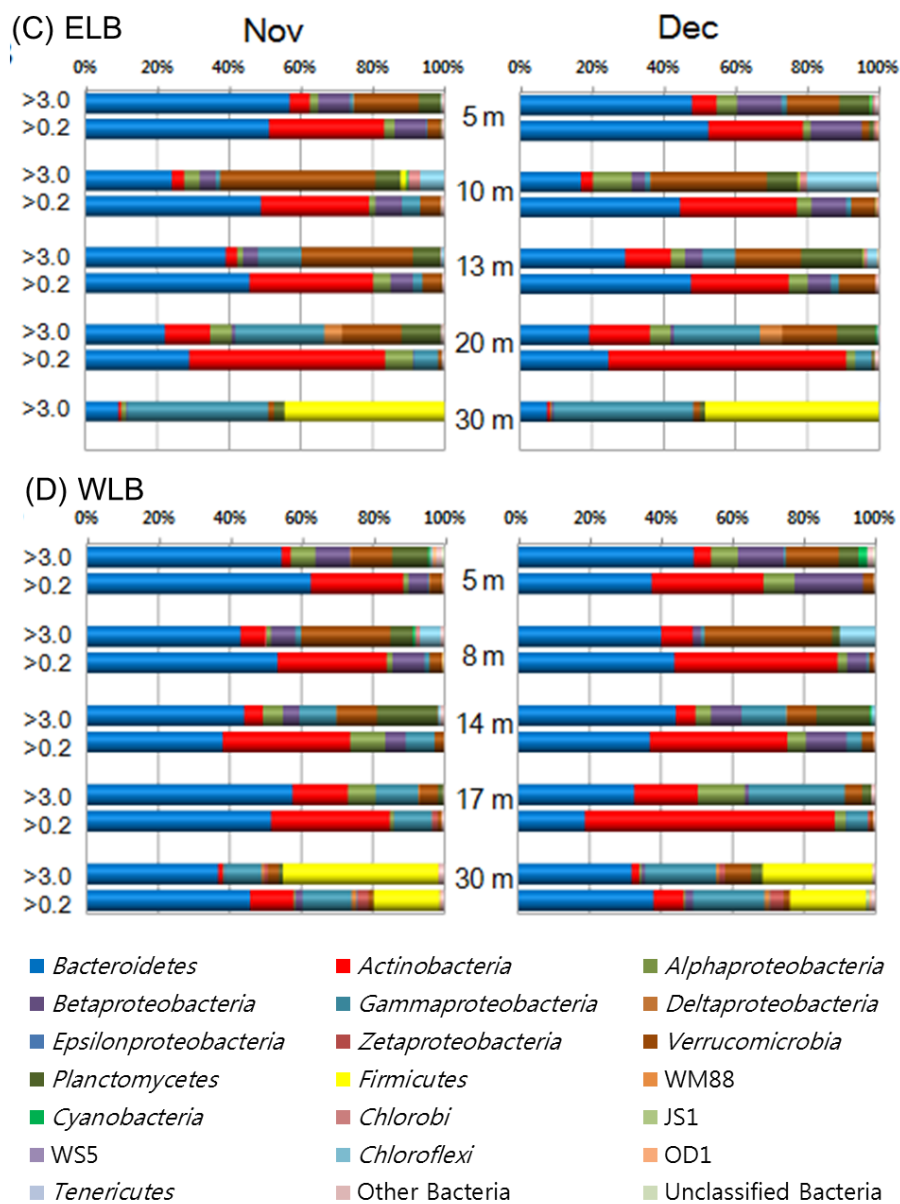 (C) ELB
Nov
Dec
0% 20% 40% 60% 80% 100%
0% 20% 40% 60% 80% 100%
>3.0
>0.2
5 m
>3.0
>0.2
10 m
>3.0
>0.2
13 m
>3.0
>0.2
20 m
>3.0
30 m
(D) WLB
0% 20% 40% 60% 80% 100%
0% 20% 40% 60% 80% 100%
>3.0
>0.2
5 m
>3.0
>0.2
8 m
>3.0
>0.2
14 m
>3.0
>0.2
17 m
>3.0
>0.2
30 m
Bacteroidetes Actinobacteria Alphaproteobacteria
Betaproteobacteria Gammaproteobacteria Deltaproteobacteria
Epsilonproteobacteria Zetaproteobacteria Verrucomicrobia
Planctomycetes Firmicutes WM88
Cyanobacteria Chlorobi JS1
WS5 Chloroflexi OD1
Tenericutes Other Bacteria Unclassified Bacteria